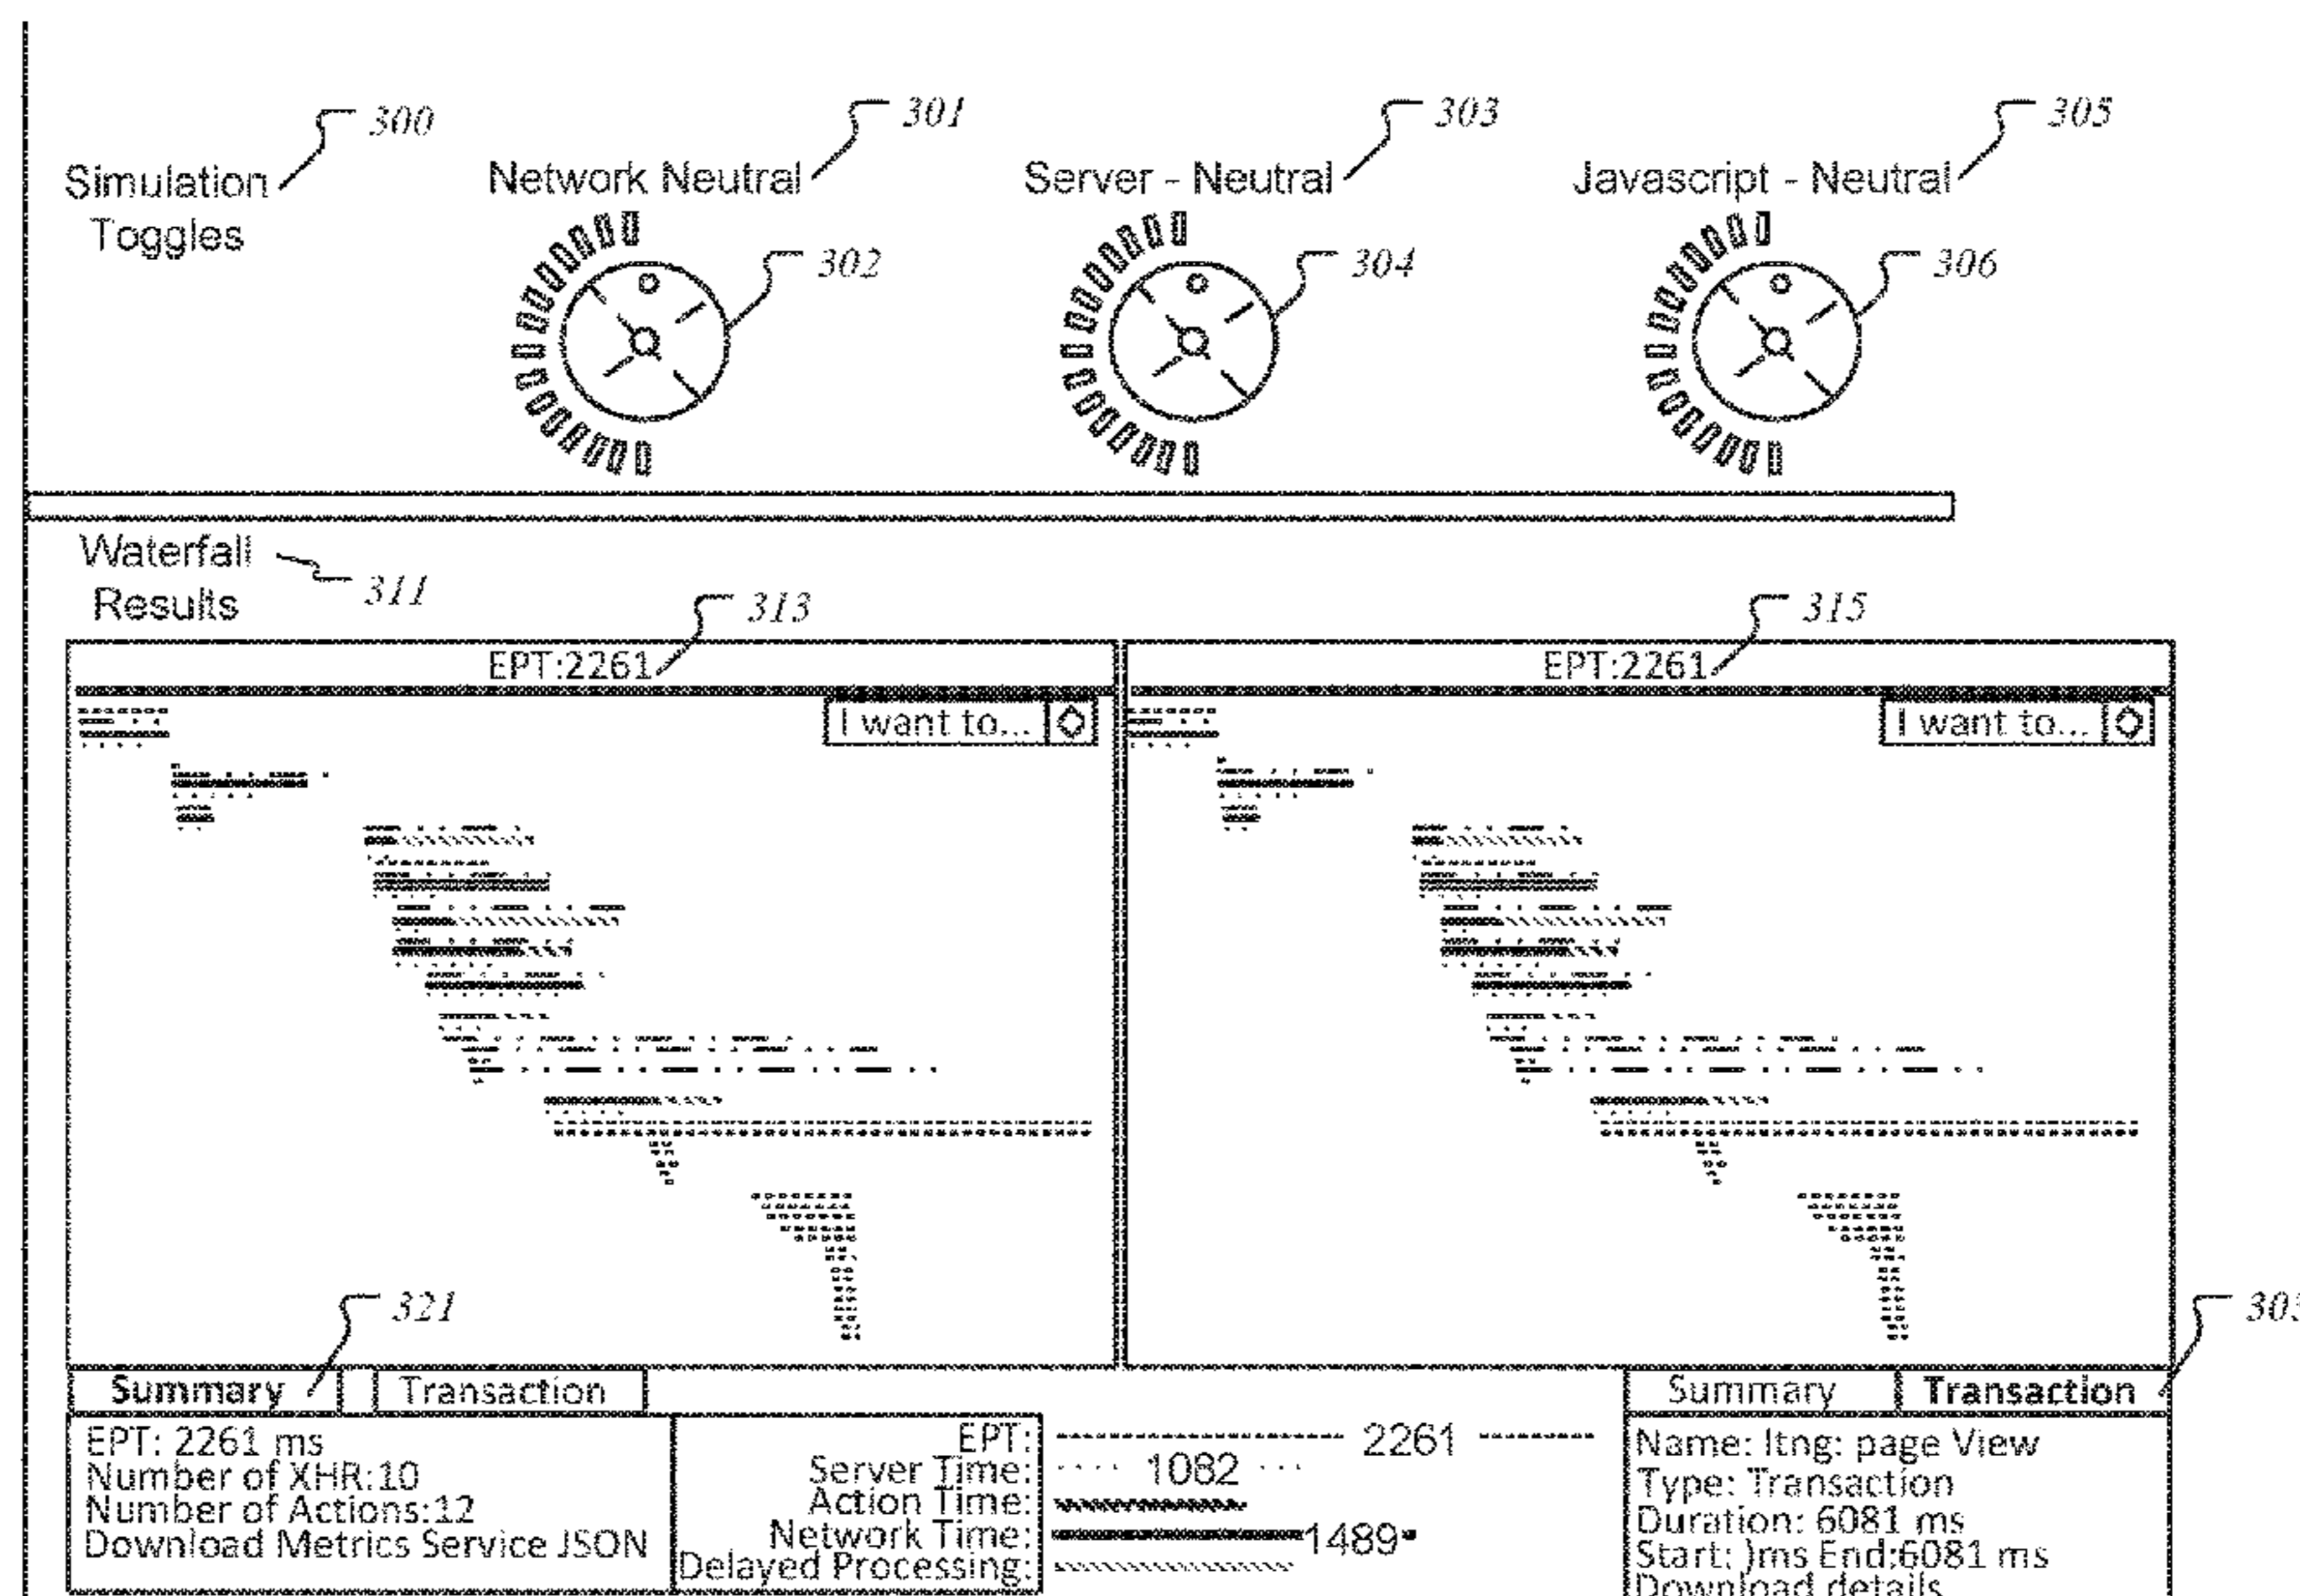 300
301
303
305
Simulation
Toggles
Network Neutral
Server - Neutral
Javascript - Neutral
302
304
306
Waterfall
Results
311
313
315
EPT:2261
EPT:2261
I want to...
I want to...
321
Summary
Transaction
Summary
Transaction
EPT: 2261 ms
Number of XHR:10
Number of Actions:12
Download Metrics Service JSON
EPT: 2261
Server Time: 1082
Action Time:
Network Time: 1489
Delayed Processing:
Name: ltng: page View
Type: Transaction
Duration: 6081 ms
Start: )ms End:6081 ms
Download details